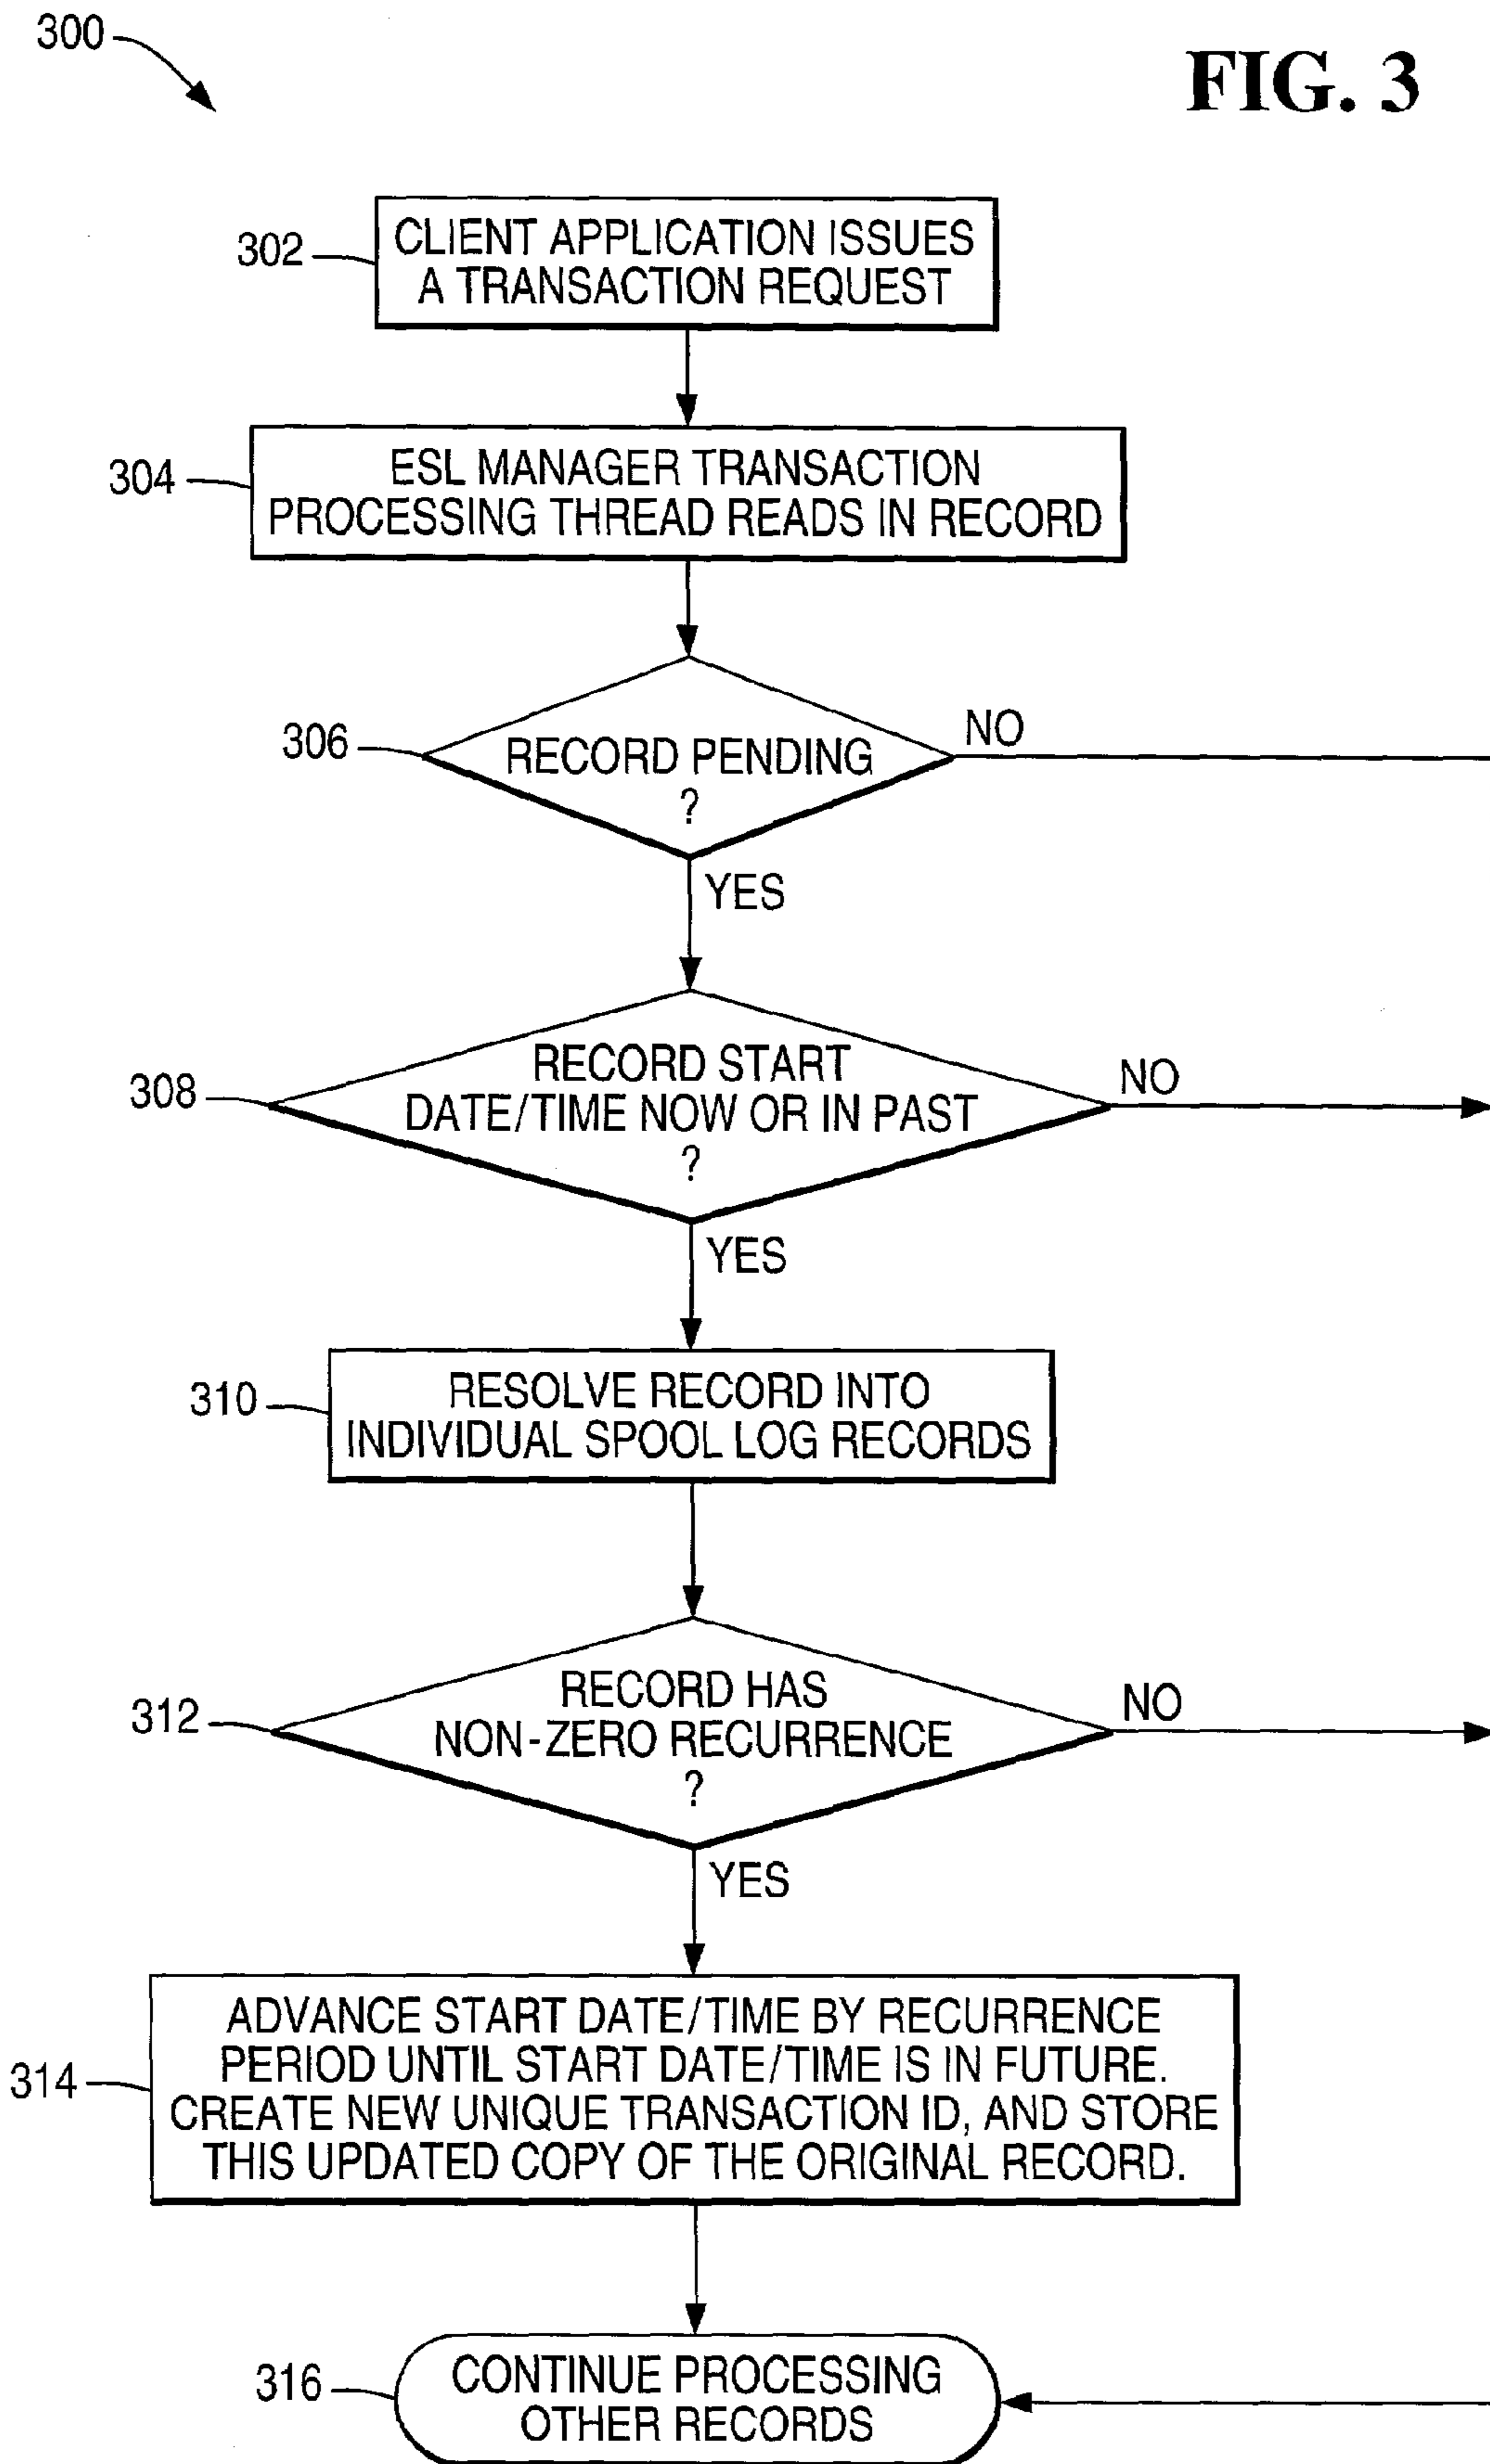 300
FIG. 3
302
CLIENT APPLICATION ISSUES
A TRANSACTION REQUEST
304
ESL MANAGER TRANSACTION
PROCESSING THREAD READS IN RECORD
306
RECORD PENDING
?
NO
YES
308
RECORD START
DATE/TIME NOW OR IN PAST
?
NO
YES
310
RESOLVE RECORD INTO
INDIVIDUAL SPOOL LOG RECORDS
312
RECORD HAS
NON-ZERO RECURRENCE
?
NO
YES
314
ADVANCE START DATE/TIME BY RECURRENCE
PERIOD UNTIL START DATE/TIME IS IN FUTURE.
CREATE NEW UNIQUE TRANSACTION ID, AND STORE
THIS UPDATED COPY OF THE ORIGINAL RECORD.
316
CONTINUE PROCESSING
OTHER RECORDS